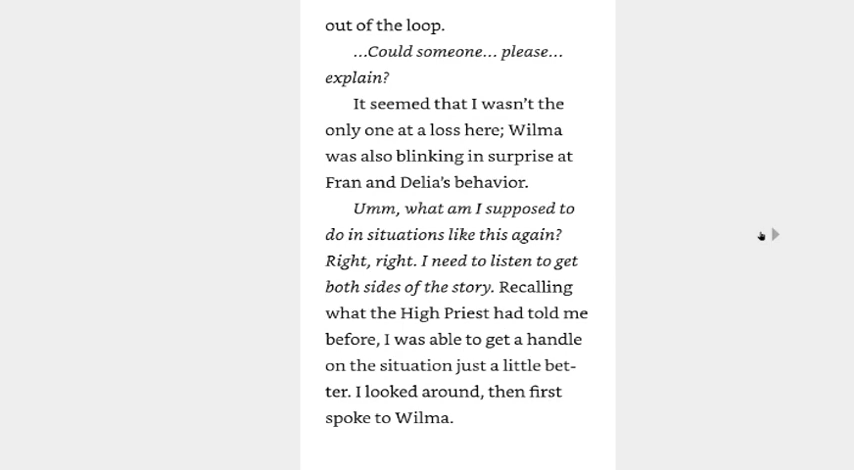 out of the loop.
…Could someone… please…
explain?
It seemed that I wasn’t the
only one at a loss here; Wilma
was also blinking in surprise at
Fran and Delia’s behavior.
Umm, what am I supposed to
do in situations like this again?
Right, right. I need to listen to get
both sides of the story. Recalling
what the High Priest had told me
before, I was able to get a handle
on the situation just a little bet-
ter. I looked around, then first
spoke to Wilma.